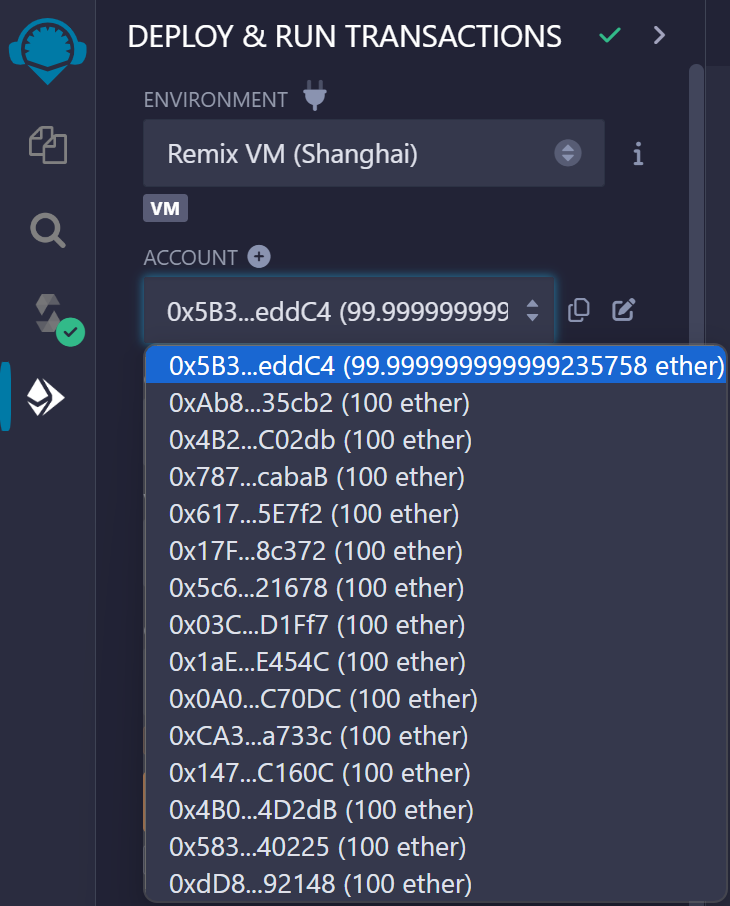 DEPLOY & RUN TRANSACTIONS
ENVIRONMENT
Remix VM (Shanghai)
VM
ACCOUNT
0x5B3...eddC4 (99.999999999
0x5B3...eddC4 (99.999999999999235758 ether)
0xAb8...35cb2 (100 ether)
0x4B2...C02db (100 ether)
0x787...cabaB (100 ether)
0x617...5E7f2 (100 ether)
0x17F...8c372 (100 ether)
0x5c6...21678 (100 ether)
0x03C...D1Ff7 (100 ether)
0x1aE...E454C (100 ether)
0x0A0...C70DC (100 ether)
0xCA3...a733c (100 ether)
0x147...C160C (100 ether)
0x4B0...4D2dB (100 ether)
0x583...40225 (100 ether)
0xdD8...92148 (100 ether)